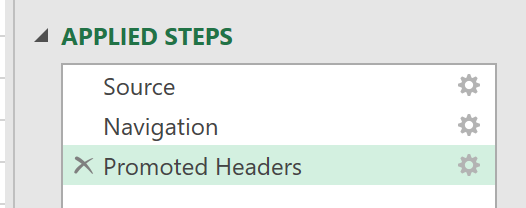 APPLIED STEPS
Source
Navigation
Promoted Headers